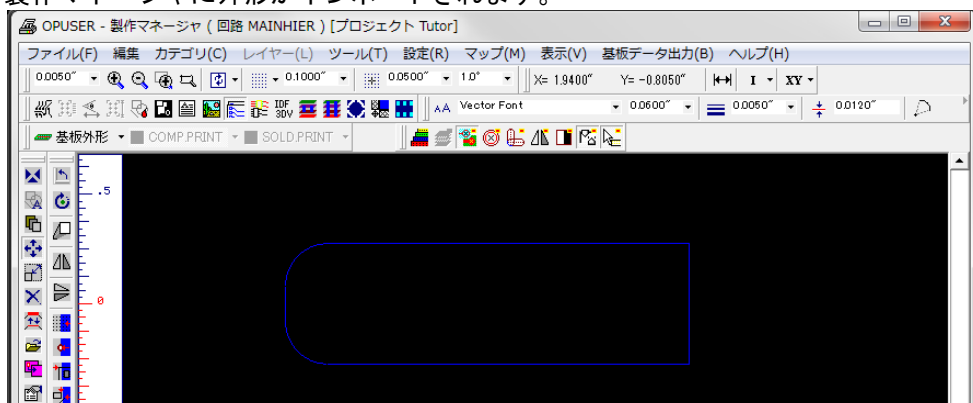 製作マネージャに外形がインポートされます。
OPUSER - 製作マネージャ ( 回路 MAINHIER ) [プロジェクト Tutor]
ファイル(F) 編集 カテゴリ(C) レイヤー(L) ツール(T) 設定(R) マップ(M) 表示(V) 基板データ出力(B) ヘルプ(H)
0.0050" 0.1000" 0.0500" 1.0° X= 1.9400" Y= -0.8050" I XY
IDF 3DV AA Vector Font 0.0600" 0.0050" 0.0120"
基板外形 COMP.PRINT SOLD.PRINT
.5
0